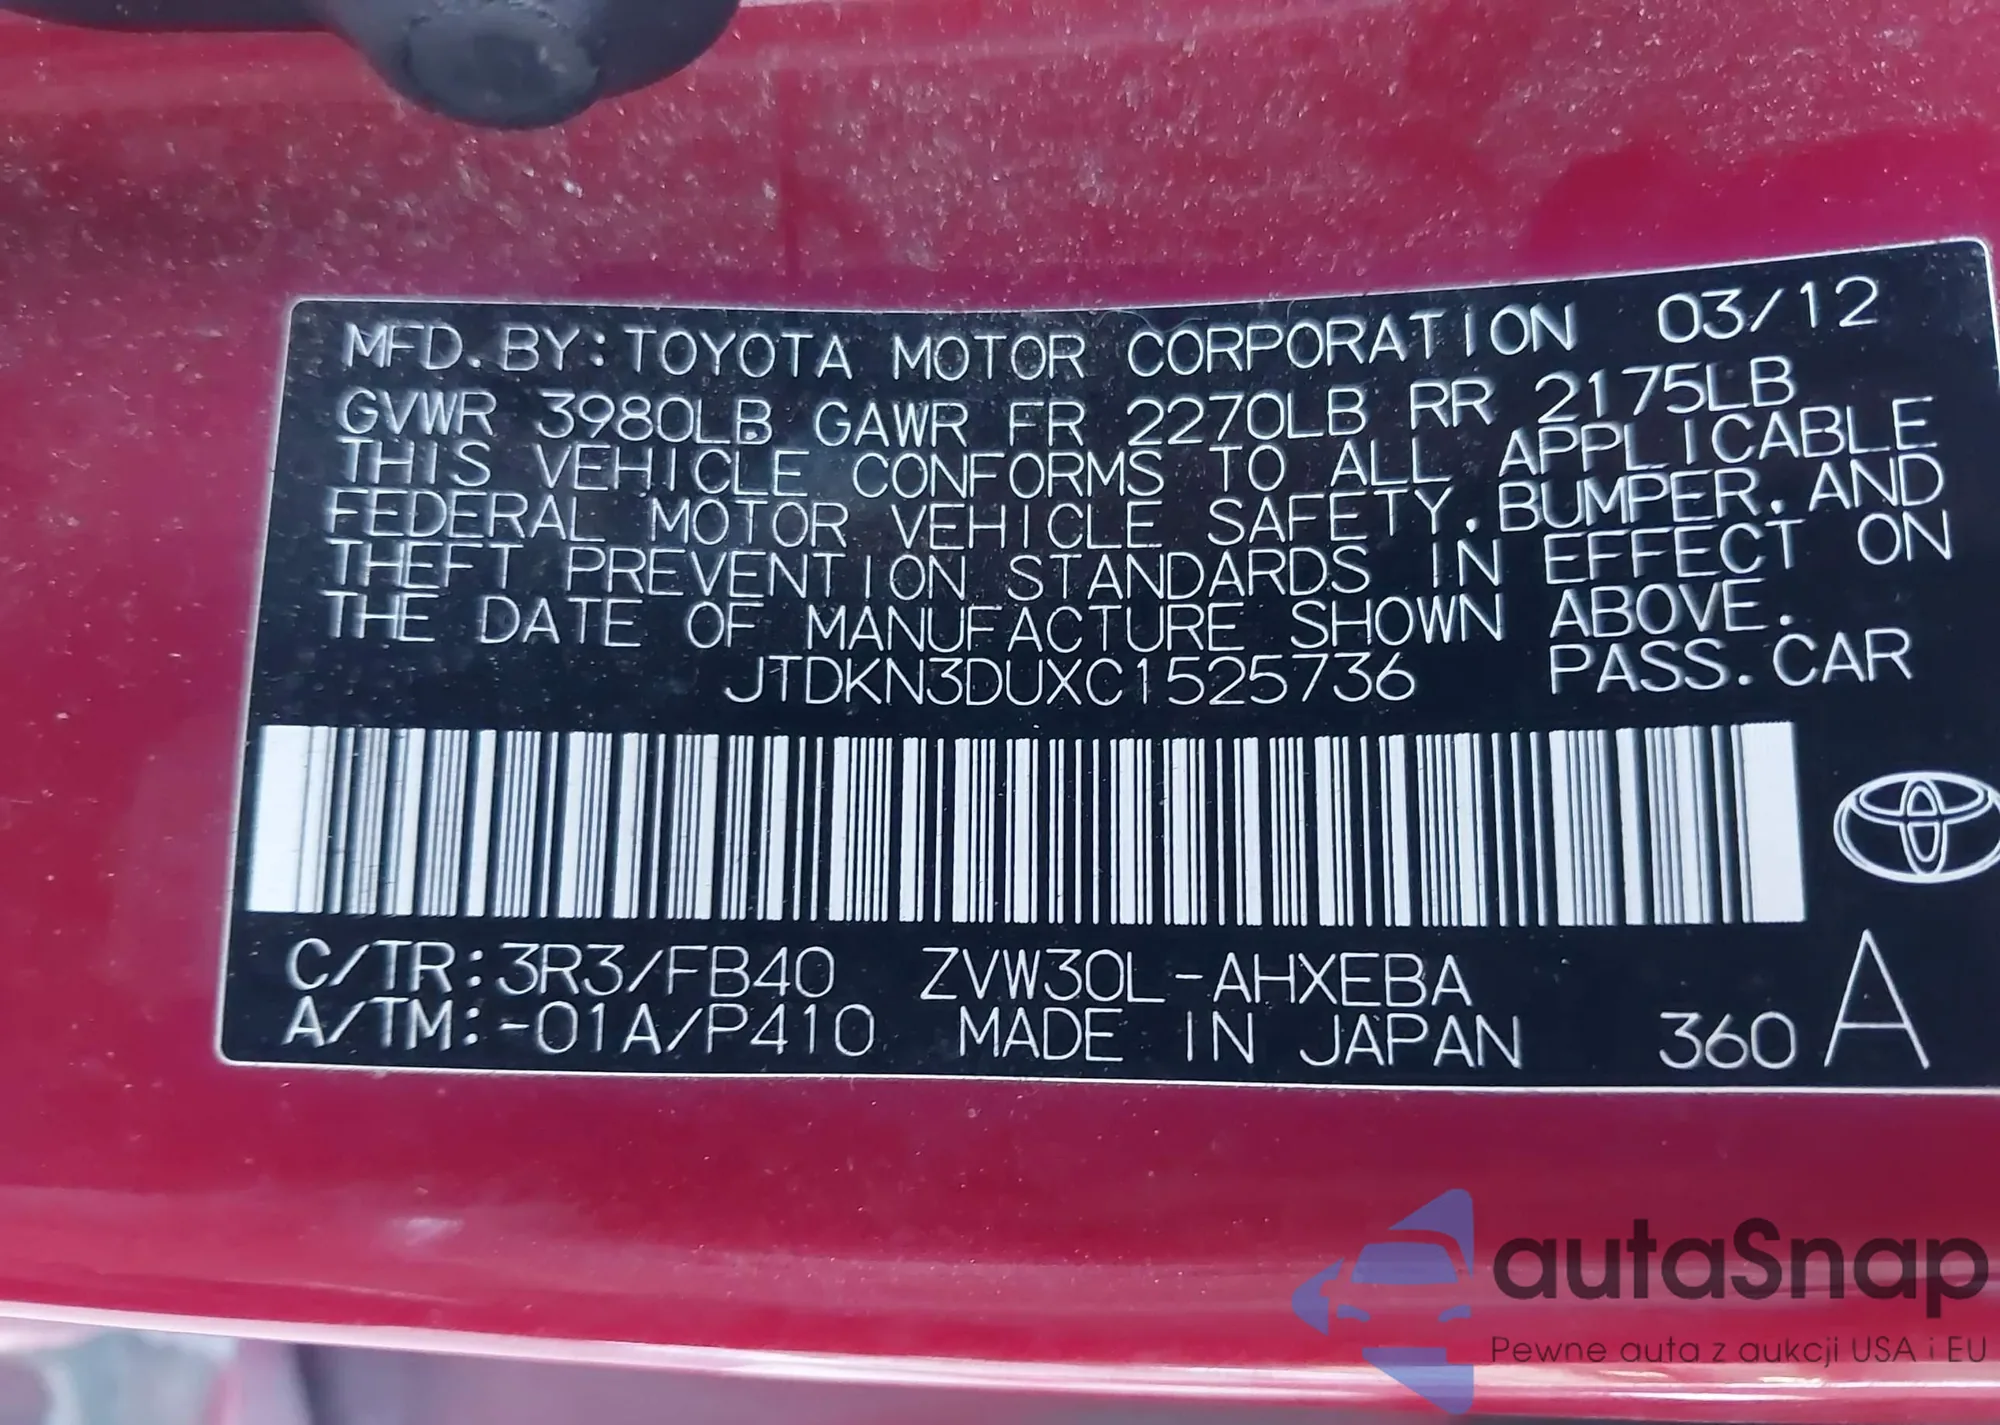 MFD.BY:TOYOTA MOTOR CORPORATION 03/12
GVWR 3980LB GAWR FR 2270LB RR 2175LB
THIS VEHICLE CONFORMS TO ALL APPLICABLE
FEDERAL MOTOR VEHICLE SAFETY,BUMPER,AND
THEFT PREVENTION STANDARDS IN EFFECT ON
THE DATE OF MANUFACTURE SHOWN ABOVE.
JTDKN3DUXC1525736 PASS.CAR
C/TR:3R3/FB40 ZVW30L-AHXEBA
A/TM:-01A/P410 MADE IN JAPAN 360 A
autaSnap
Pewne auta z aukcji USA i EU